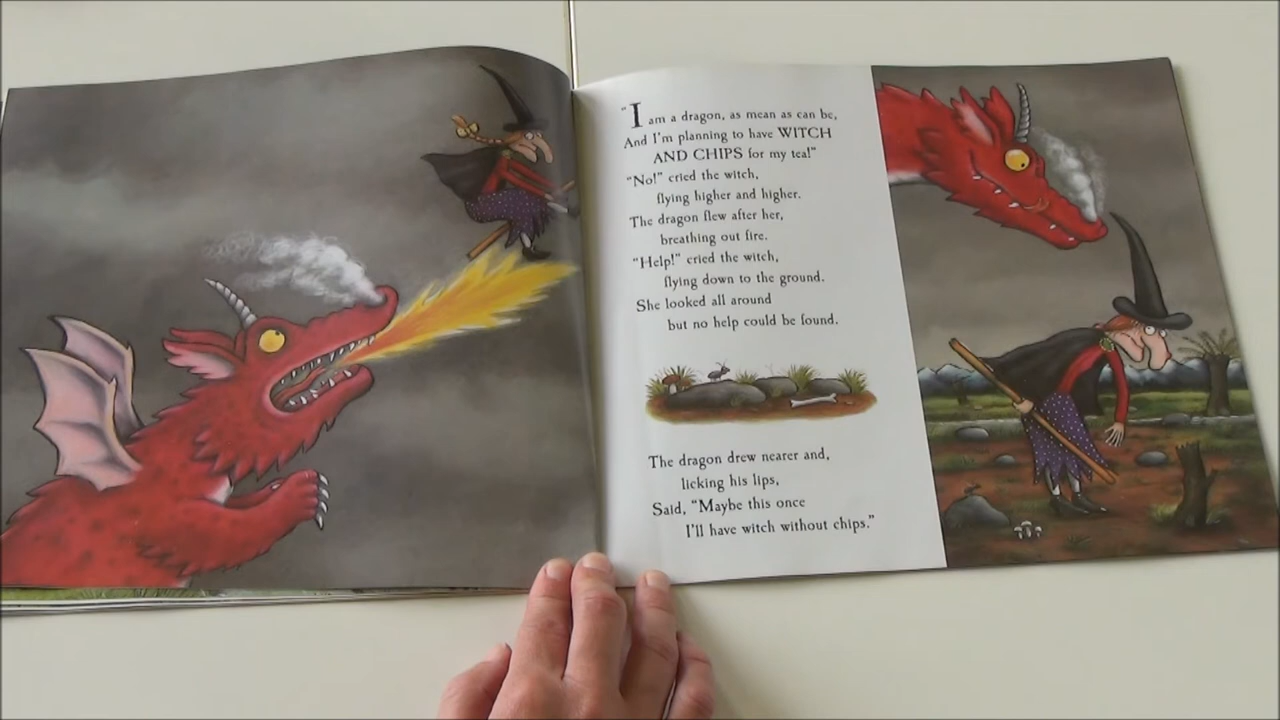 "I am a dragon, as mean as can be,
And I'm planning to have WITCH
AND CHIPS for my tea!"
"No!" cried the witch,
flying higher and higher.
The dragon flew after her,
breathing out fire.
"Help!" cried the witch,
flying down to the ground.
She looked all around
but no help could be found.
The dragon drew nearer and,
licking his lips,
Said, "Maybe this once
I'll have witch without chips."